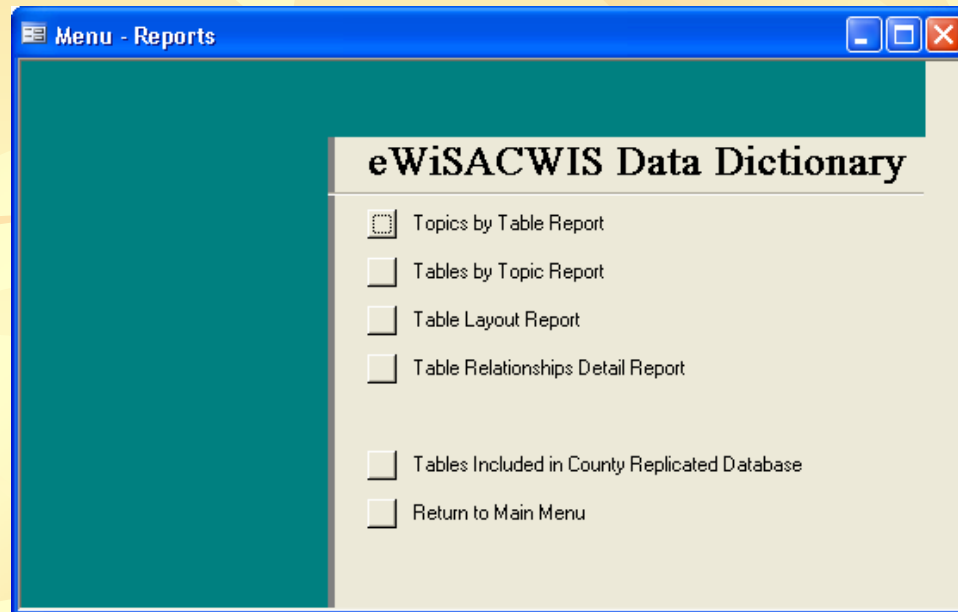 Menu - Reports
eWiSACWIS Data Dictionary
Topics by Table Report
Tables by Topic Report
Table Layout Report
Table Relationships Detail Report
Tables Included in County Replicated Database
Return to Main Menu